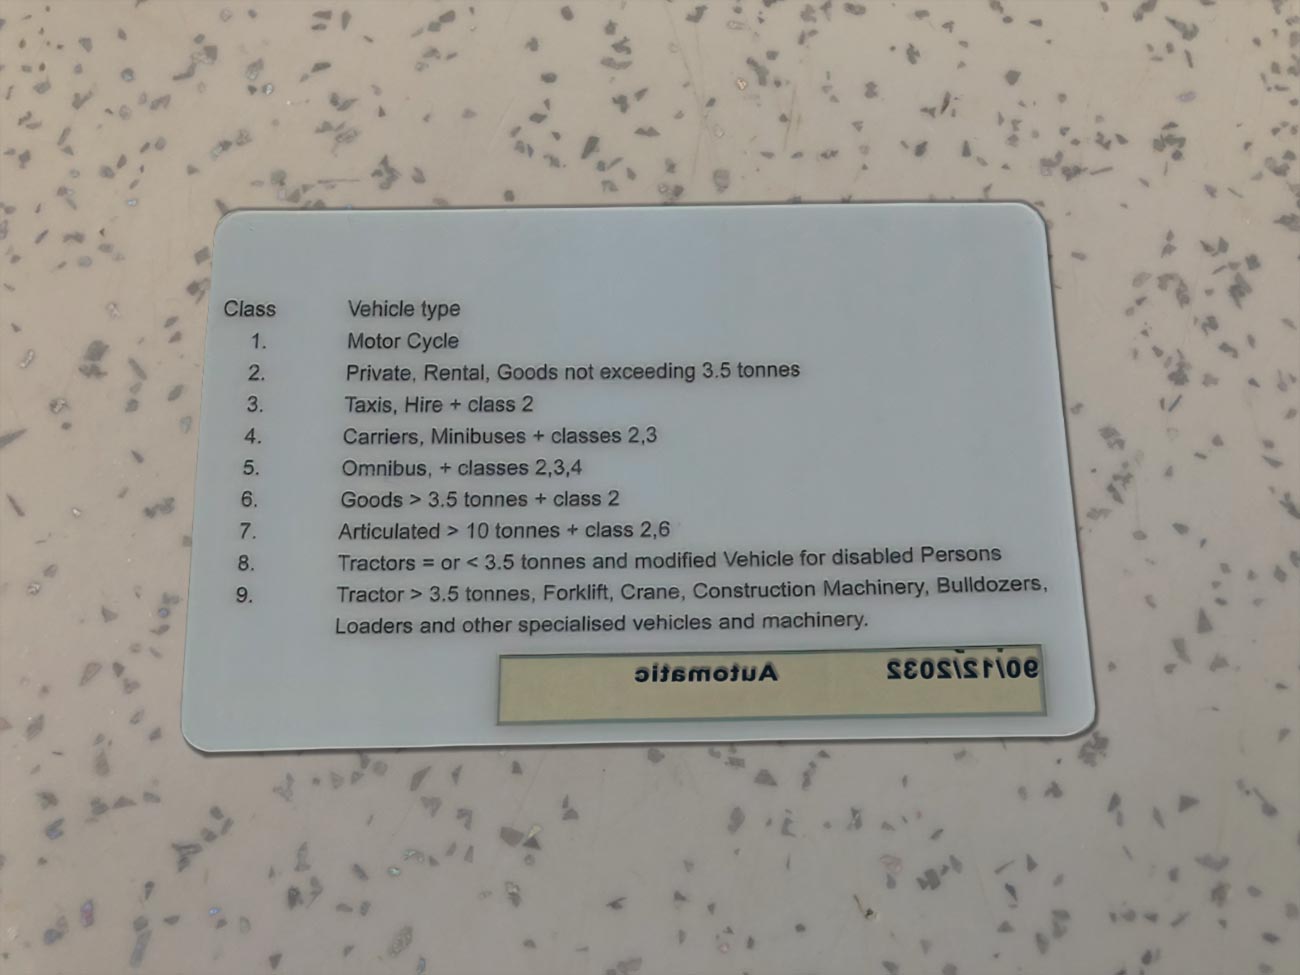 Class Vehicle type
1. Motor Cycle
2. Private, Rental, Goods not exceeding 3.5 tonnes
3. Taxis, Hire + class 2
4. Carriers, Minibuses + classes 2,3
5. Omnibus, + classes 2,3,4
6. Goods > 3.5 tonnes + class 2
7. Articulated > 10 tonnes + class 2,6
8. Tractors = or < 3.5 tonnes and modified Vehicle for disabled Persons
9. Tractor > 3.5 tonnes, Forklift, Crane, Construction Machinery, Bulldozers,
Loaders and other specialised vehicles and machinery.
90/12/2032 Automatic